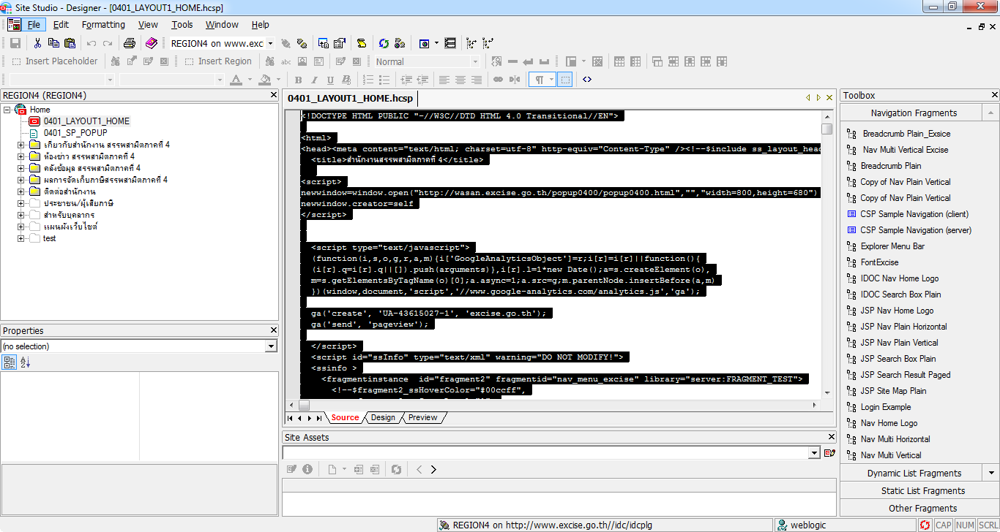 Site Studio - Designer - [0401_LAYOUT1_HOME.hcsp]
File Edit Formatting View Tools Window Help
REGION4 on www.exc
Insert Placeholder Insert Region abc Normal
A B I U B
REGION4 (REGION4)
Home
0401_LAYOUT1_HOME
0401_SP_POPUP
เกี่ยวกับสำนักงาน สรรพสามิตภาคที่ 4
ห้องข่าว สรรพสามิตภาคที่ 4
คลังข้อมูล สรรพสามิตภาคที่ 4
ผลการจัดเก็บภาษีสรรพสามิตภาคที่ 4
ติดต่อสำนักงาน
ประชาชน/ผู้เสียภาษี
สำหรับบุคลากร
แผนผังเว็บไซต์
test
Properties
(no selection)
0401_LAYOUT1_HOME.hcsp
<!DOCTYPE HTML PUBLIC "-//W3C//DTD HTML 4.0 Transitional//EN">
<html>
<head><meta content="text/html; charset=utf-8" http-equiv="Content-Type" /><!--$include ss_layout_head
<title>สำนักงานสรรพสามิตภาคที่ 4</title>
<script>
newwindow=window.open("http://wasan.excise.go.th/popup0400/popup0400.html","","width=800,height=680")
newwindow.creator=self
</script>
<script type="text/javascript">
(function(i,s,o,g,r,a,m){i['GoogleAnalyticsObject']=r;i[r]=i[r]||function(){
(i[r].q=i[r].q||[]).push(arguments)},i[r].l=1*new Date();a=s.createElement(o),
m=s.getElementsByTagName(o)[0];a.async=1;a.src=g;m.parentNode.insertBefore(a,m)
})(window,document,'script','//www.google-analytics.com/analytics.js','ga');
ga('create', 'UA-43615027-1', 'excise.go.th');
ga('send', 'pageview');
</script>
<script id="ssInfo" type="text/xml" warning="DO NOT MODIFY!">
<ssinfo >
<fragmentinstance id="fragment2" fragmentid="nav_menu_excise" library="server:FRAGMENT_TEST">
<!--$fragment2_ssHoverColor="#00ccff",
Source Design Preview
Site Assets
Toolbox
Navigation Fragments
Breadcrumb Plain_Exsice
Nav Multi Vertical Excise
Breadcrumb Plain
Copy of Nav Plain Vertical
Copy of Nav Plain Vertical
CSP Sample Navigation (client)
CSP Sample Navigation (server)
Explorer Menu Bar
FontExcise
IDOC Nav Home Logo
IDOC Search Box Plain
JSP Nav Home Logo
JSP Nav Plain Horizontal
JSP Nav Plain Vertical
JSP Search Box Plain
JSP Search Result Paged
JSP Site Map Plain
Login Example
Nav Home Logo
Nav Multi Horizontal
Nav Multi Vertical
Dynamic List Fragments
Static List Fragments
Other Fragments
REGION4 on http://www.excise.go.th//idc/idcplg weblogic CAP NUM SCRL